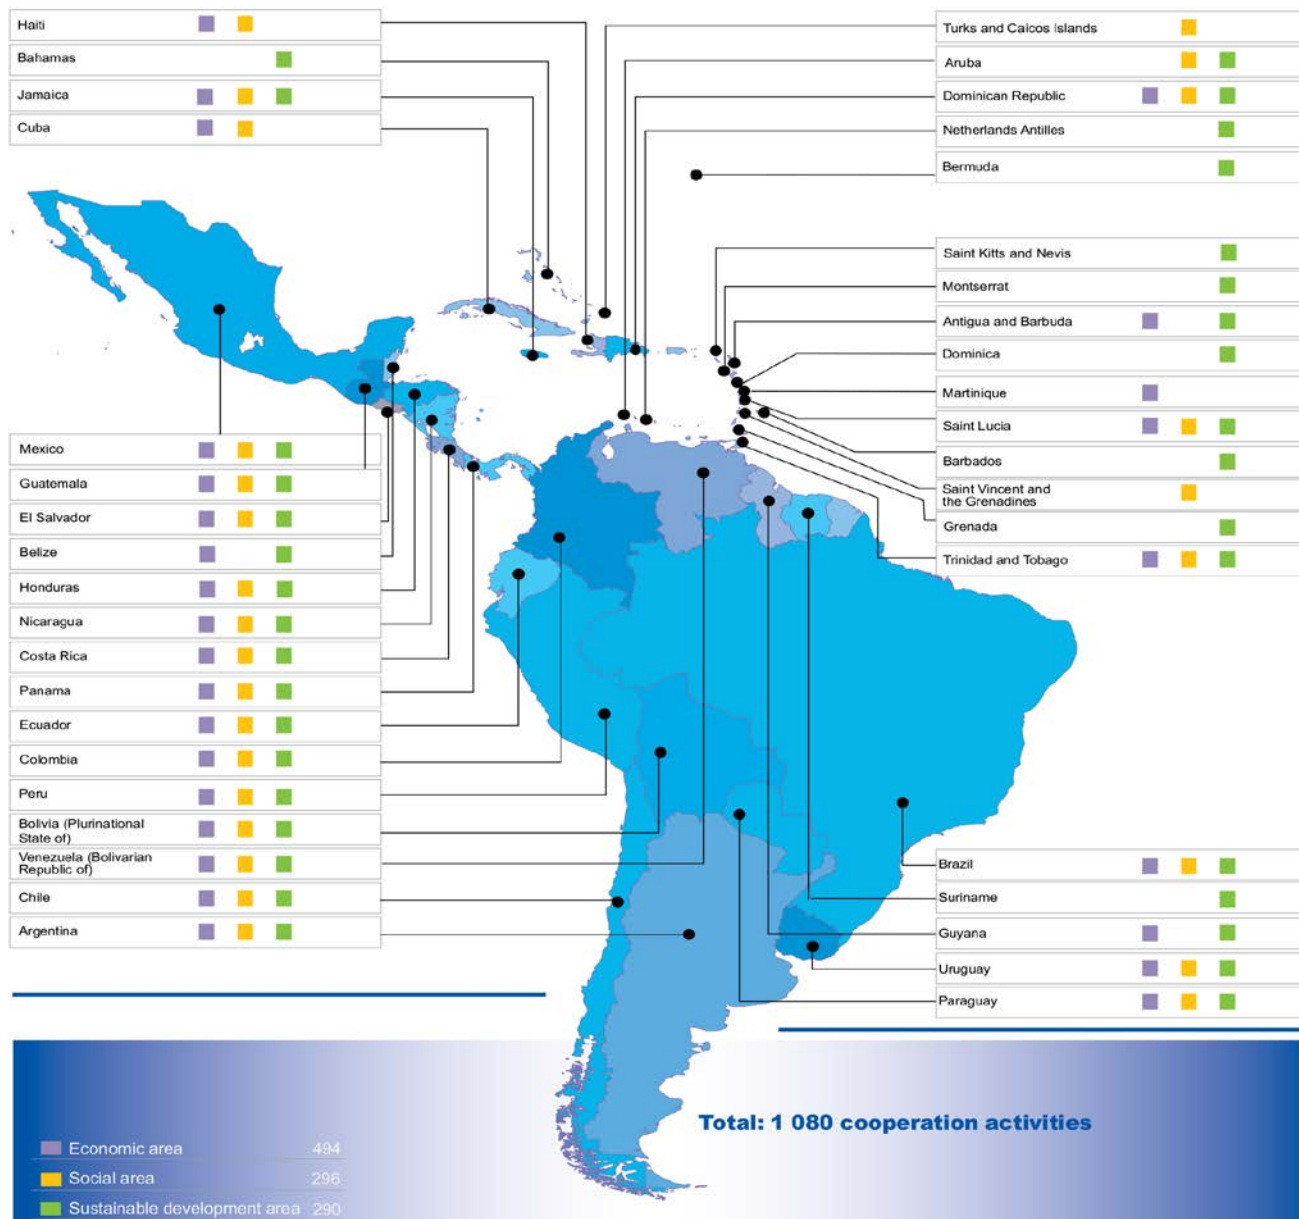 Haiti
Bahamas
Jamaica
Cuba
Turks and Caicos Islands
Aruba
Dominican Republic
Netherlands Antilles
Bermuda
Saint Kitts and Nevis
Montserrat
Antigua and Barbuda
Dominica
Martinique
Saint Lucia
Barbados
Saint Vincent and
the Grenadines
Grenada
Trinidad and Tobago
Mexico
Guatemala
El Salvador
Belize
Honduras
Nicaragua
Costa Rica
Panama
Ecuador
Colombia
Peru
Bolivia (Plurinational
State of)
Venezuela (Bolivarian
Republic of)
Chile
Argentina
Brazil
Suriname
Guyana
Uruguay
Paraguay
Total: 1 080 cooperation activities
Economic area 494
Social area 296
Sustainable development area 290